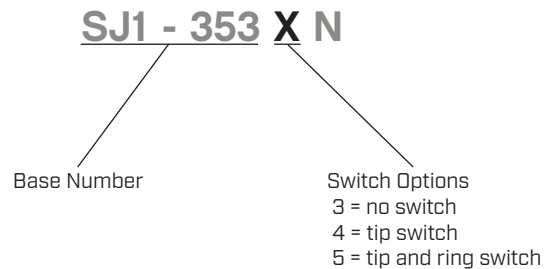 SJ1 - 353 X N
Base Number
Switch Options
3 = no switch
4 = tip switch
5 = tip and ring switch